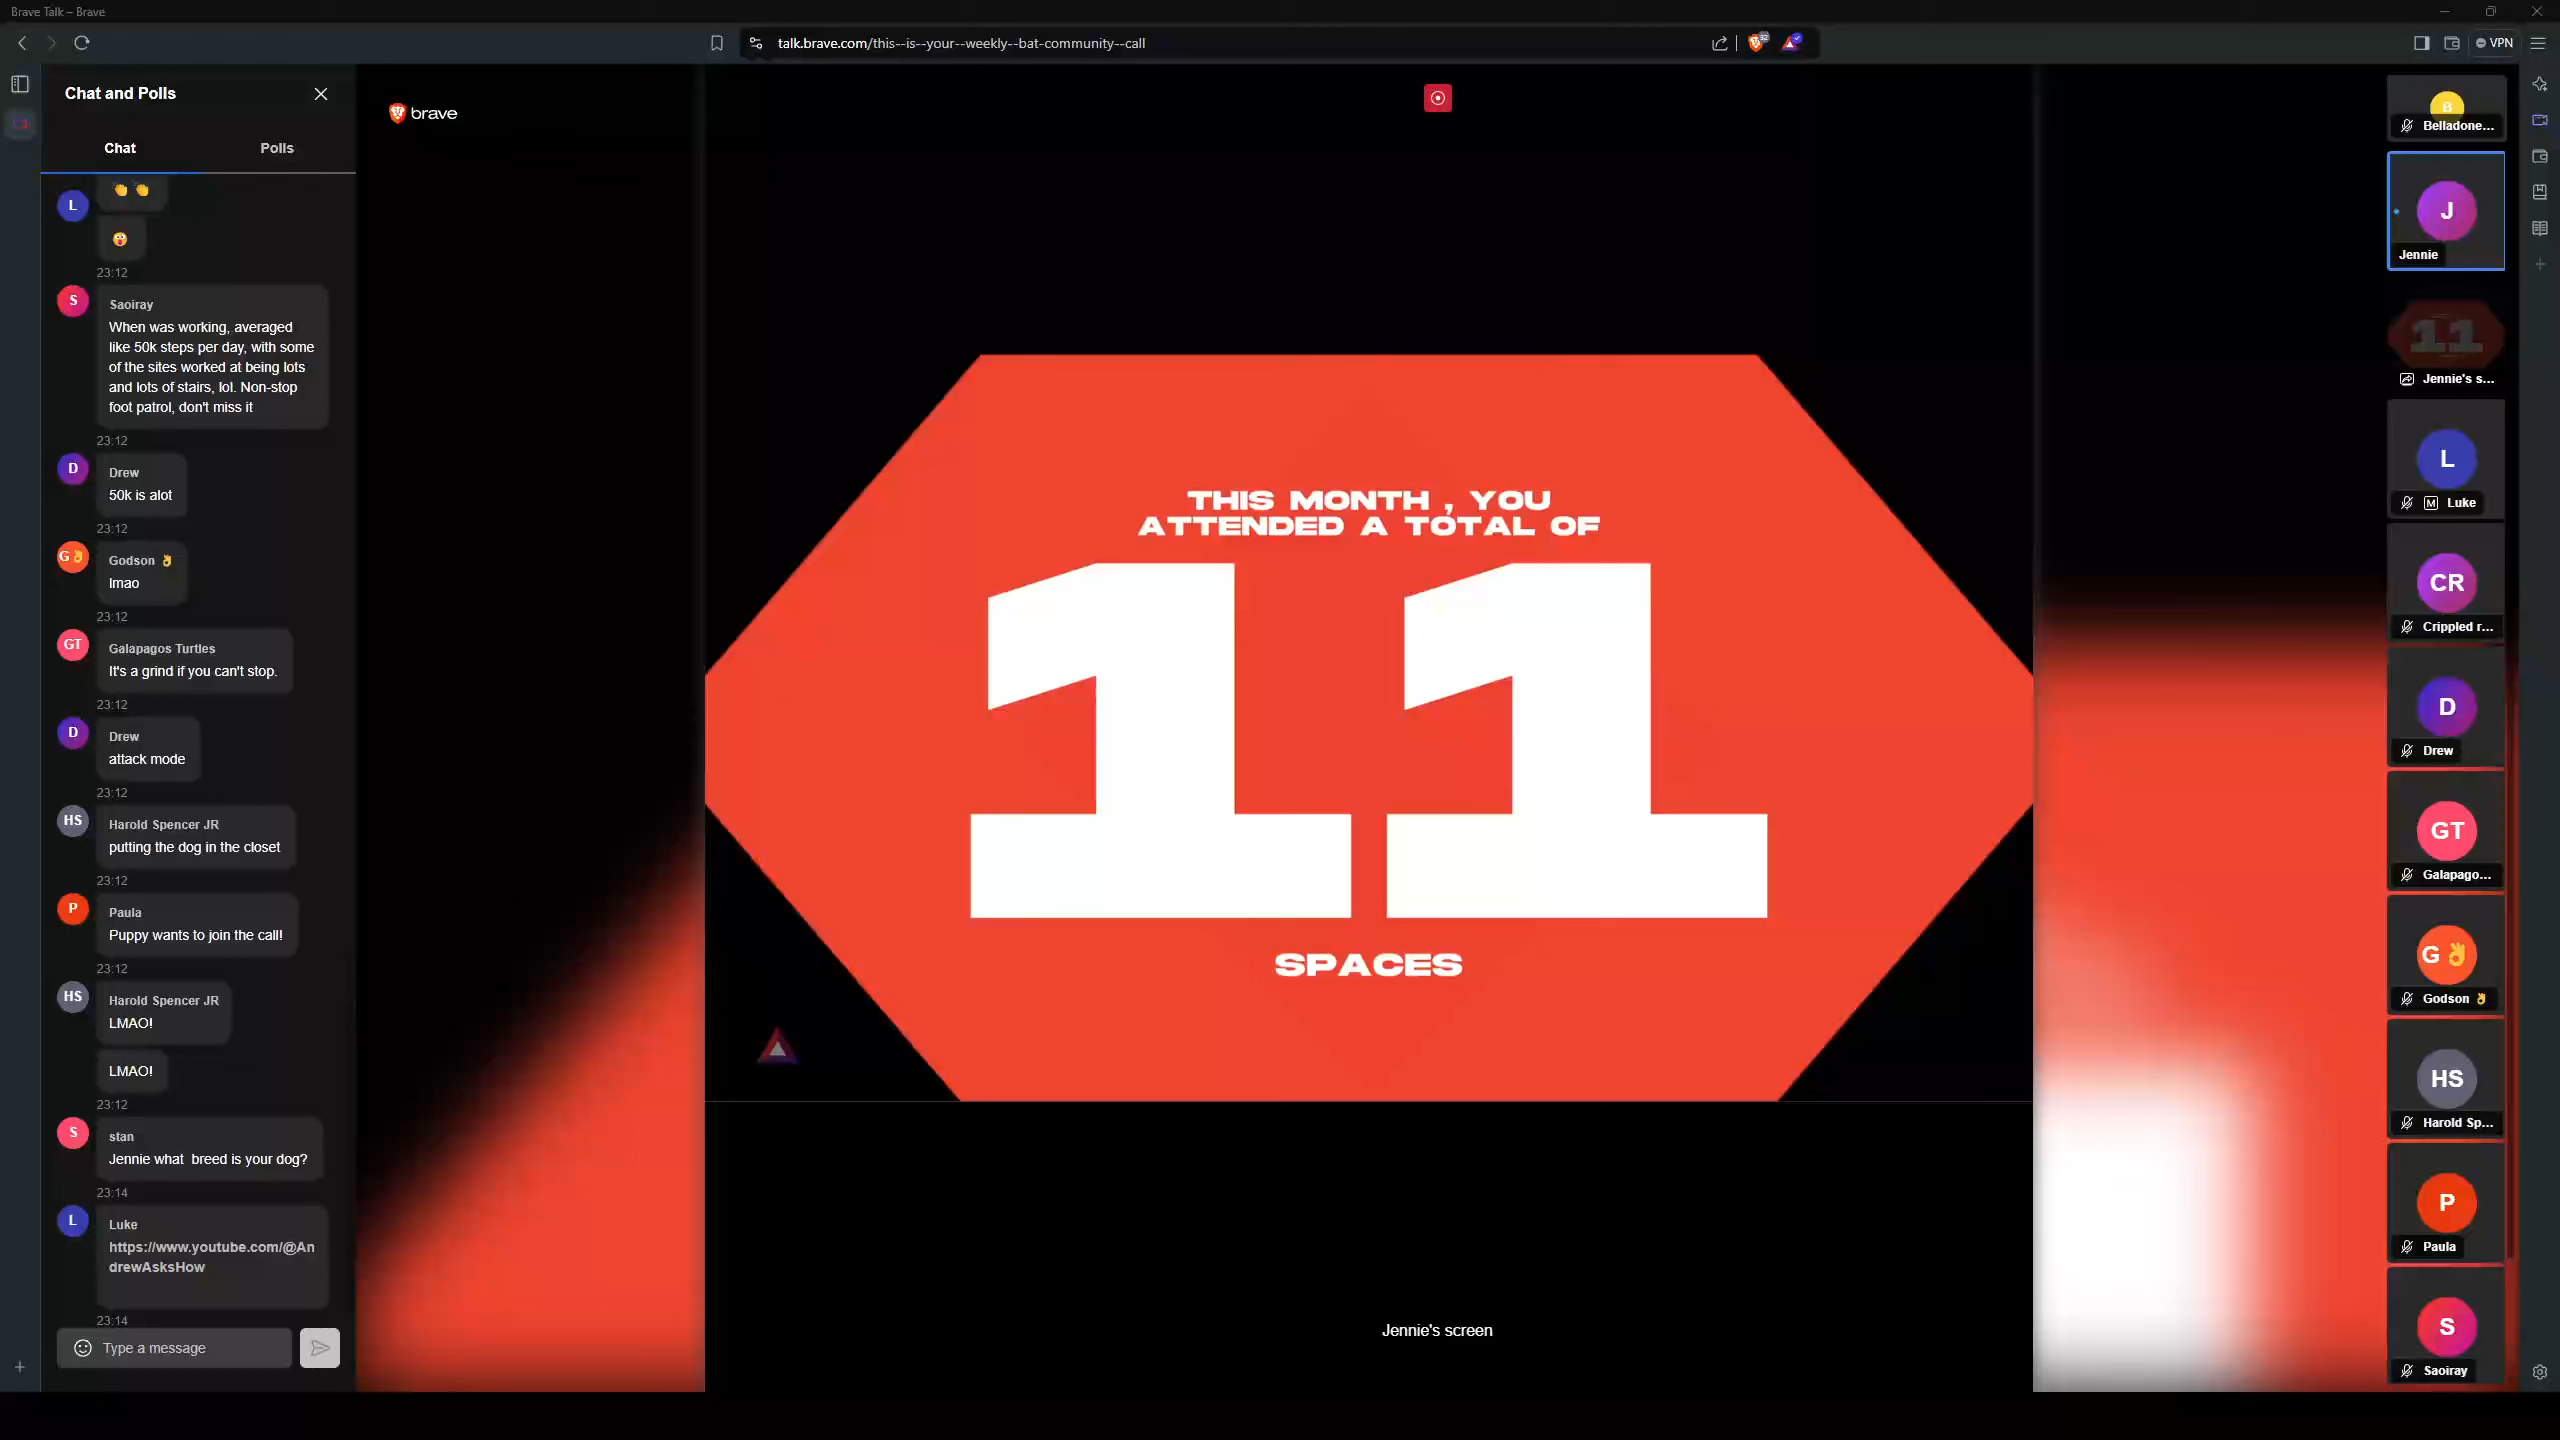 Brave Talk – Brave
talk.brave.com/this--is--your--weekly--bat-community--call
32
VPN
Chat and Polls
Chat
Polls
L
23:12
S
Saoiray
When was working, averaged
like 50k steps per day, with some
of the sites worked at being lots
and lots of stairs, lol. Non-stop
foot patrol, don't miss it
23:12
D
Drew
50k is alot
23:12
G👌
Godson 👌
lmao
23:12
GT
Galapagos Turtles
It's a grind if you can't stop.
23:12
D
Drew
attack mode
23:12
HS
Harold Spencer JR
putting the dog in the closet
23:12
P
Paula
Puppy wants to join the call!
23:12
HS
Harold Spencer JR
LMAO!
LMAO!
23:12
S
stan
Jennie what  breed is your dog?
23:14
L
Luke
https://www.youtube.com/@An
drewAsksHow
23:14
Type a message
brave
THIS MONTH , YOU
ATTENDED A TOTAL OF
11
SPACES
Jennie's screen
B
Belladone...
J
Jennie
11
Jennie's s...
L
M Luke
CR
Crippled r...
D
Drew
GT
Galapago...
G👌
Godson 👌
HS
Harold Sp...
P
Paula
S
Saoiray